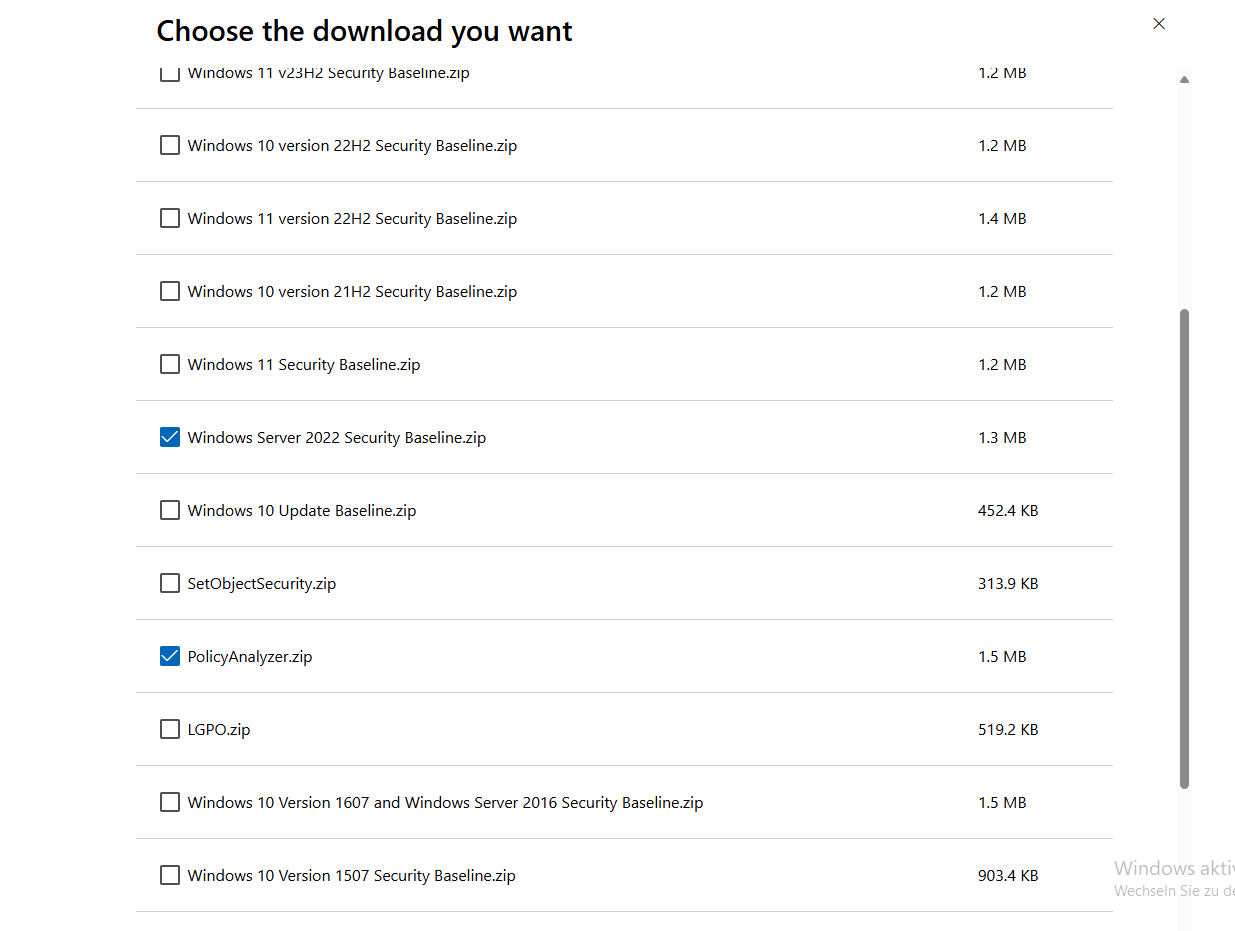 Choose the download you want
Windows 11 v23H2 Security Baseline.zip 1.2 MB
Windows 10 version 22H2 Security Baseline.zip 1.2 MB
Windows 11 version 22H2 Security Baseline.zip 1.4 MB
Windows 10 version 21H2 Security Baseline.zip 1.2 MB
Windows 11 Security Baseline.zip 1.2 MB
Windows Server 2022 Security Baseline.zip 1.3 MB
Windows 10 Update Baseline.zip 452.4 KB
SetObjectSecurity.zip 313.9 KB
PolicyAnalyzer.zip 1.5 MB
LGPO.zip 519.2 KB
Windows 10 Version 1607 and Windows Server 2016 Security Baseline.zip 1.5 MB
Windows 10 Version 1507 Security Baseline.zip 903.4 KB
Windows aktiv
Wechseln Sie zu de